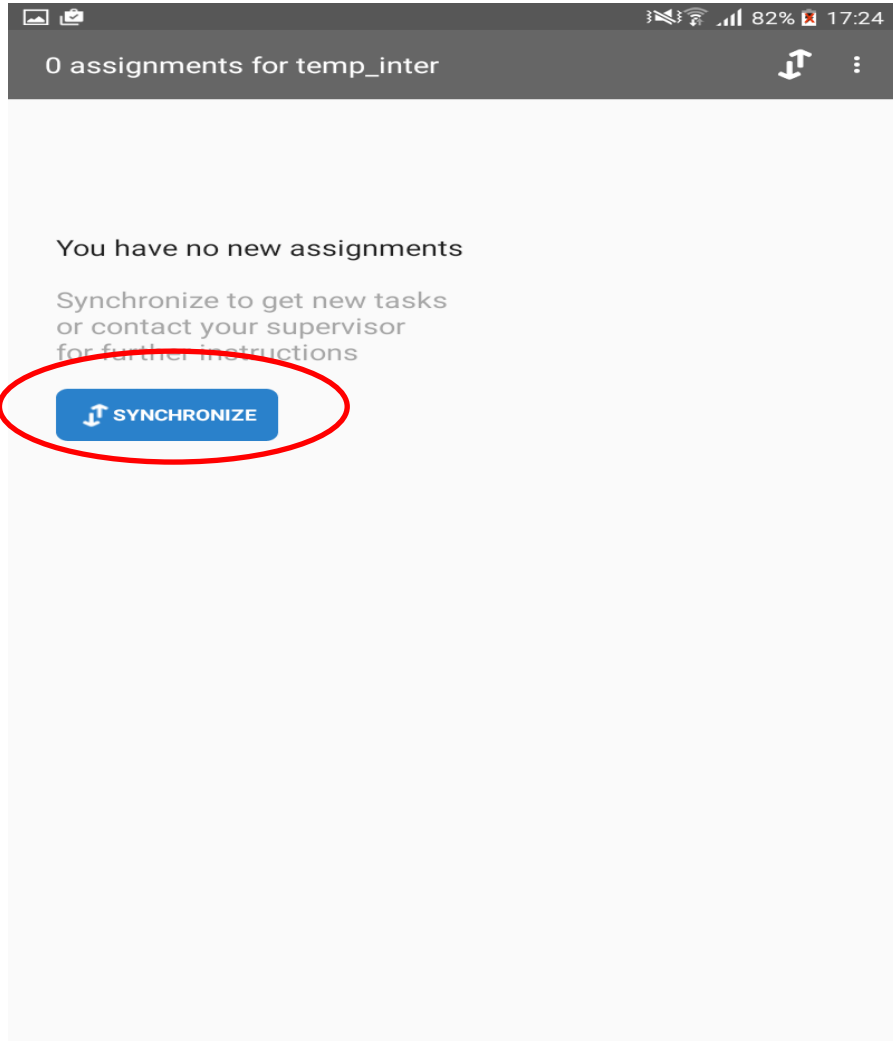 82% 17:24
0 assignments for temp_inter
You have no new assignments
Synchronize to get new tasks
or contact your supervisor
for further instructions
SYNCHRONIZE